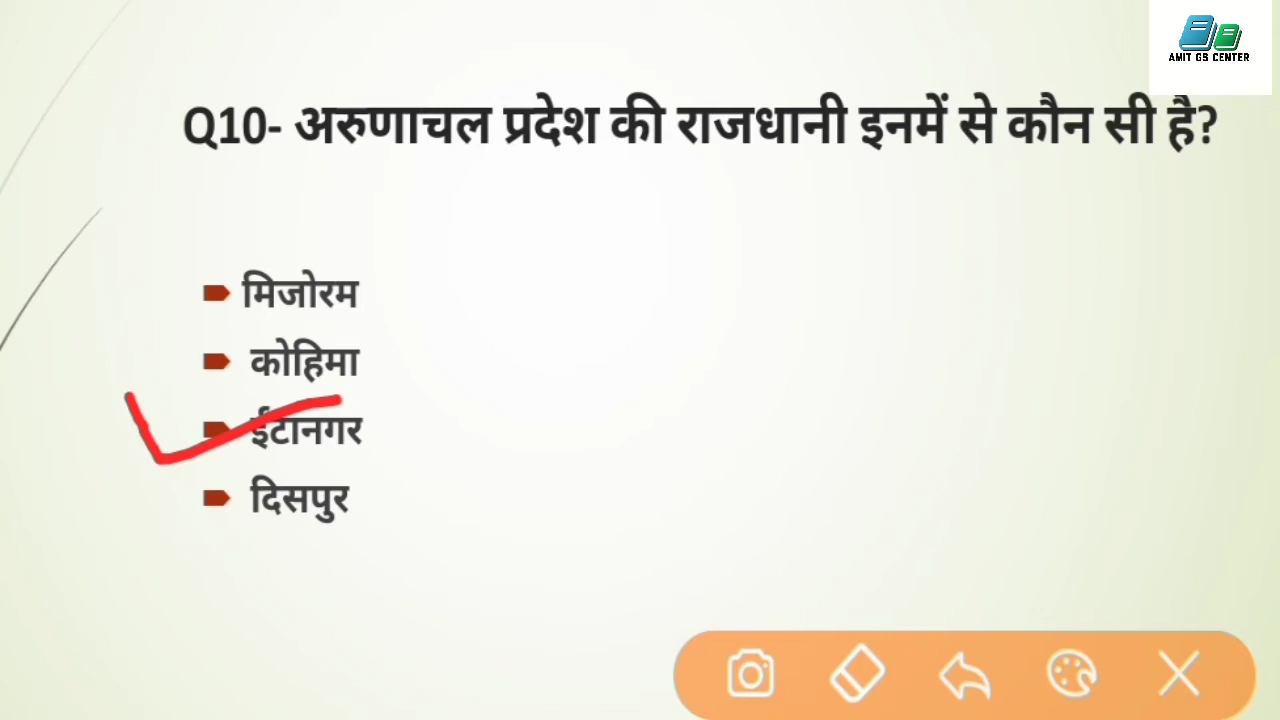 AMIT GS CENTER
Q10- अरुणाचल प्रदेश की राजधानी इनमें से कौन सी है?
मिजोरम
कोहिमा
ईटानगर
दिसपुर